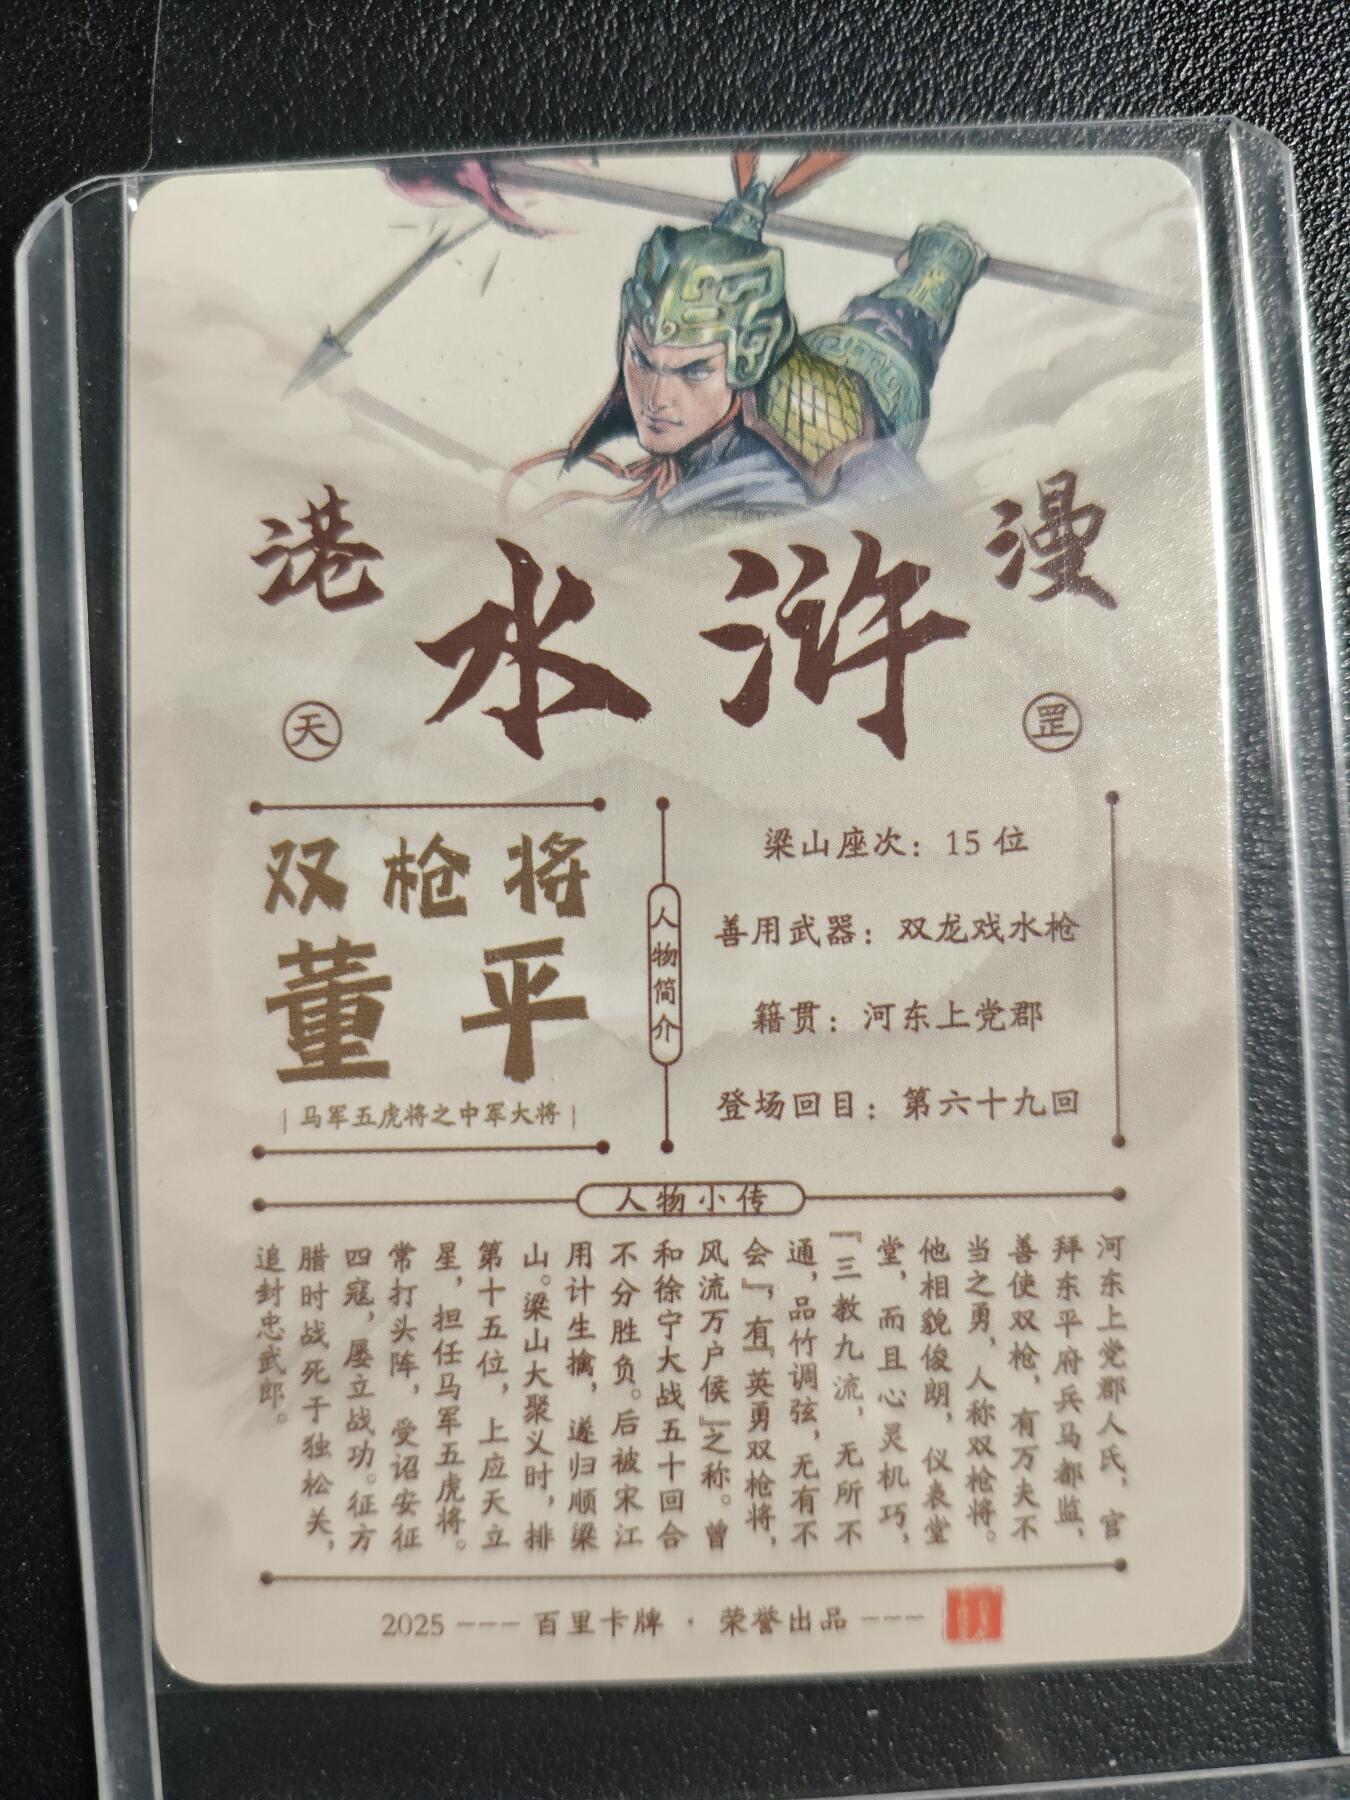 港 水 浒 漫
天 罡
双枪将
董平
马军五虎将之中军大将
人物简介
梁山座次：15 位
善用武器：双龙戏水枪
籍贯：河东上党郡
登场回目：第六十九回
人物小传
河东上党郡人氏，官
拜东平府兵马都监，
善使双枪，有万夫不
当之勇，人称双枪将。
他相貌俊朗，仪表堂
堂，而且心灵机巧，
『三教九流，无所不
通，品竹调弦，无有不
会』，有『英勇双枪将，
风流万户侯』之称。曾
和徐宁大战五十回合
不分胜负。后被宋江
用计生擒，遂归顺梁
山。梁山大聚义时，排
第十五位，上应天立
星，担任马军五虎将。
常打头阵，受诏安征
四寇，屡立战功。征方
腊时战死于独松关，
追封忠武郎。
2025 --- 百里卡牌 · 荣誉出品 ---